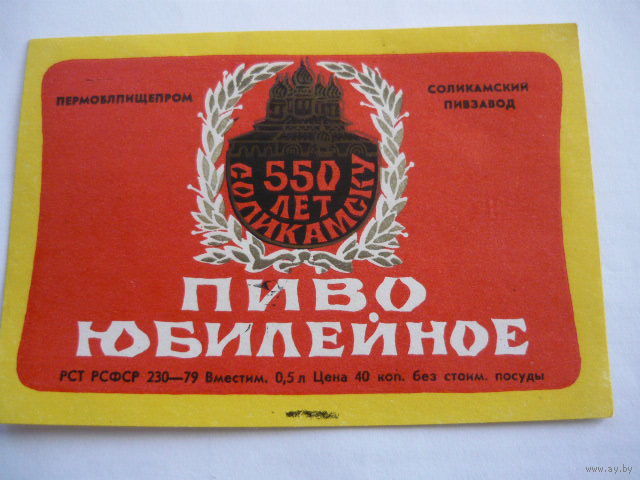 ПЕРМОБЛПИЩЕПРОМ
СОЛИКАМСКИЙ
ПИВЗАВОД
550
ЛЕТ
СОЛИКАМСКУ
ПИВО
ЮБИЛЕЙНОЕ
РСТ РСФСР 230—79 Вместим. 0,5 л Цена 40 коп. без стоим. посуды
www.ay.by